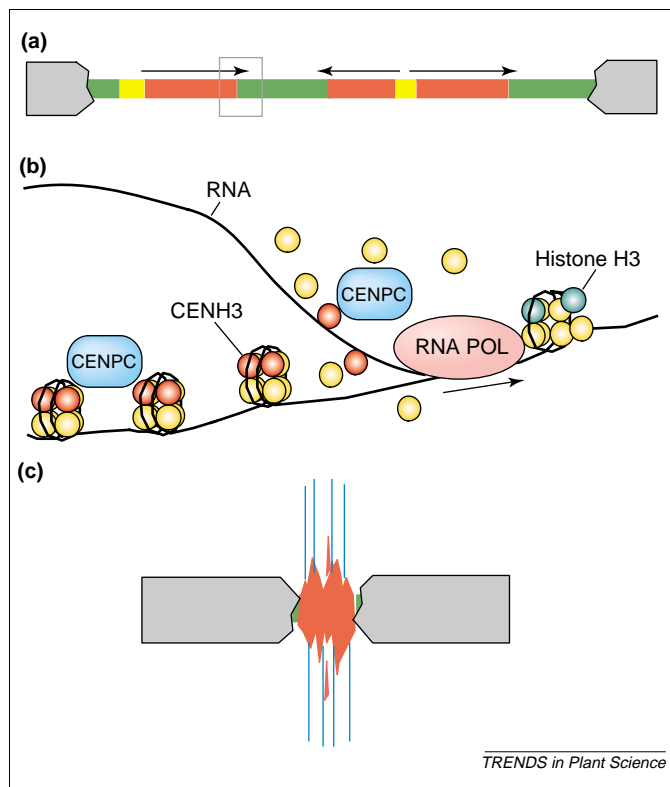 (a)
(b)
RNA
Histone H3
CENPC
CENH3
RNA POL
CENPC
(c)
TRENDS in Plant Science